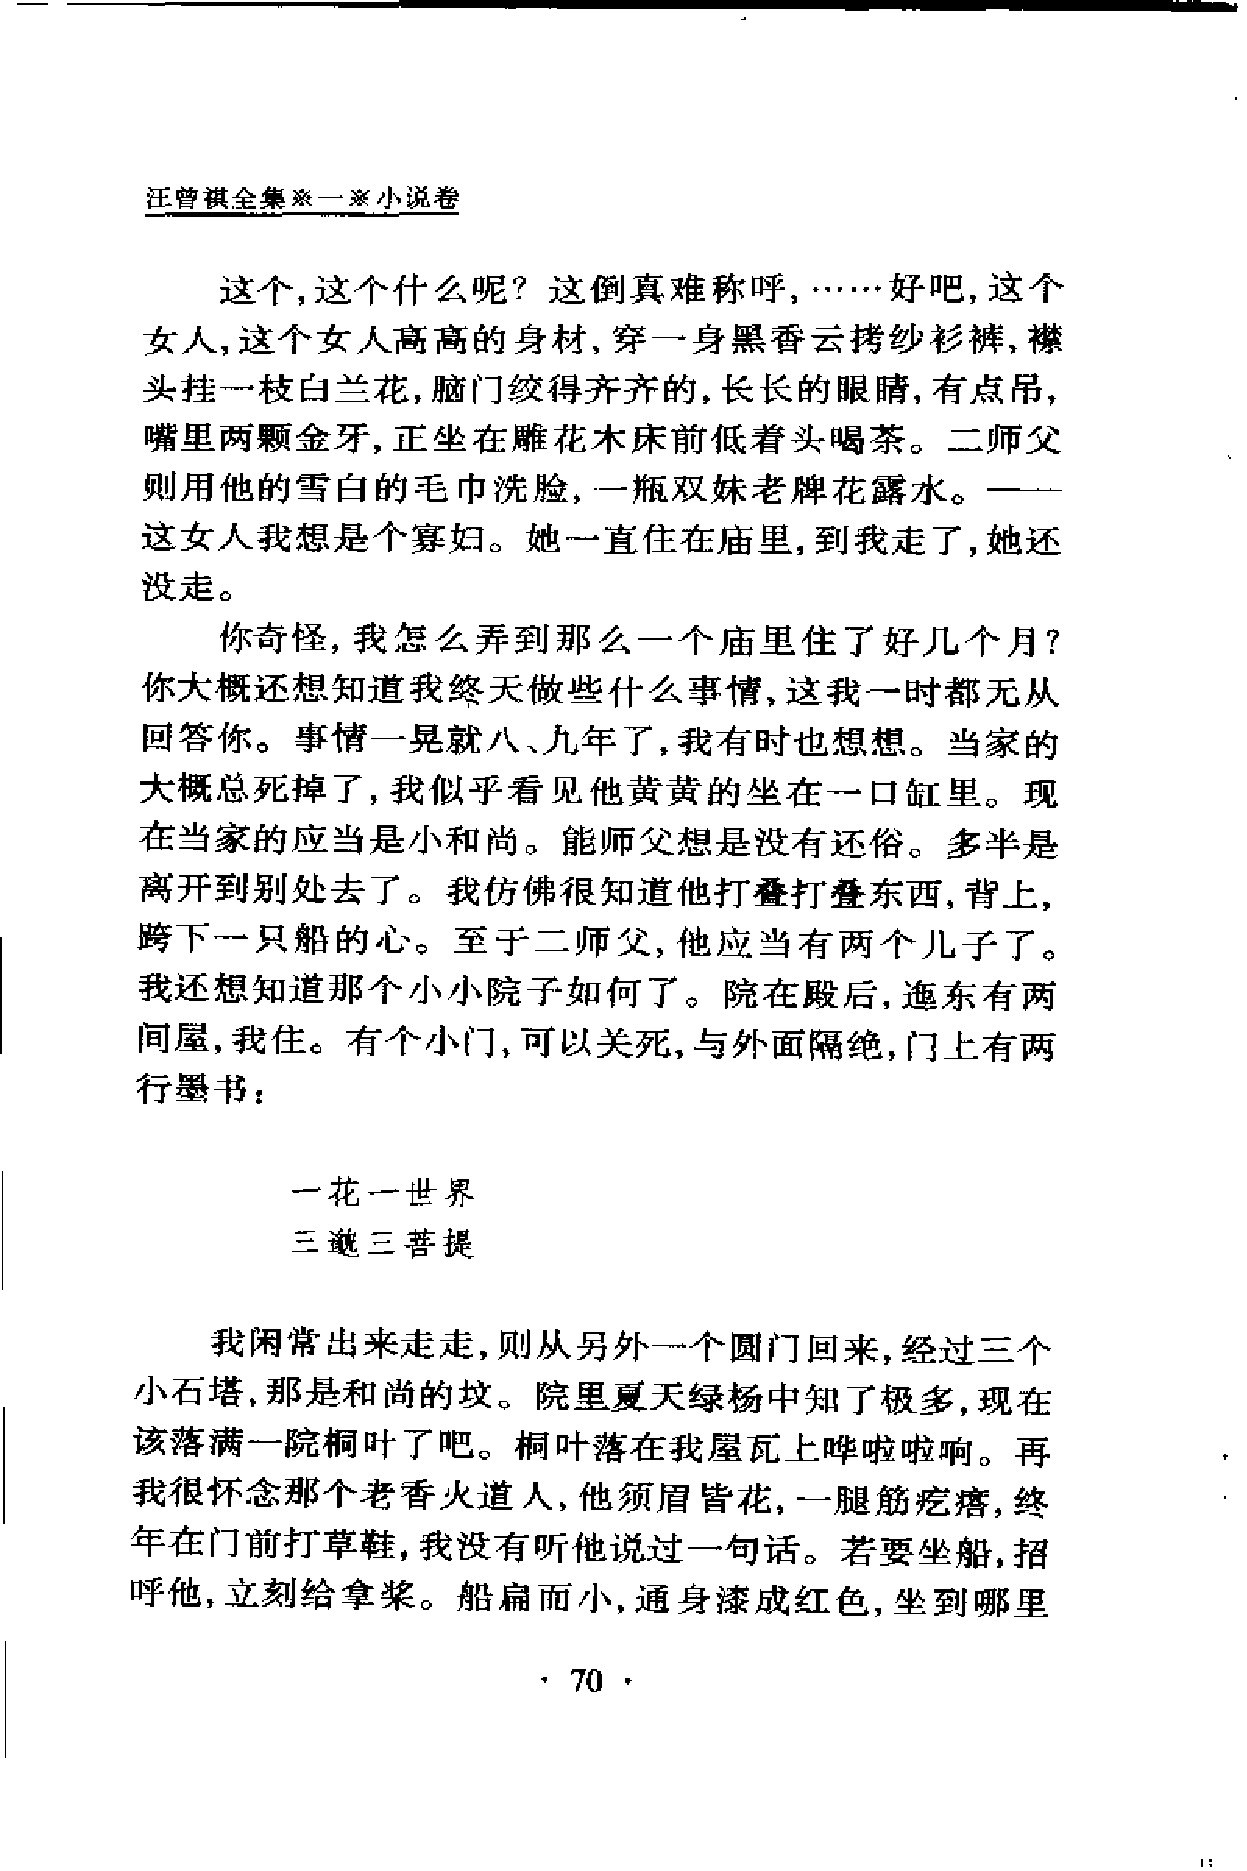 汪曾祺全集※一※小说卷
这个,这个什么呢？这倒真难称呼,……好吧,这个
女人,这个女人高高的身材,穿一身黑香云拷纱衫裤,襟
头挂一枝白兰花,脑门绞得齐齐的,长长的眼睛,有点吊,
嘴里两颗金牙,正坐在雕花木床前低着头喝茶。二师父
则用他的雪白的毛巾洗脸,一瓶双妹老牌花露水。——
这女人我想是个寡妇。她一直住在庙里,到我走了,她还
没走。
你奇怪,我怎么弄到那么一个庙里住了好几个月？
你大概还想知道我终天做些什么事情,这我一时都无从
回答你。事情一晃就八、九年了,我有时也想想。当家的
大概总死掉了,我似乎看见他黄黄的坐在一口缸里。现
在当家的应当是小和尚。能师父想是没有还俗。多半是
离开到别处去了。我仿佛很知道他打叠打叠东西,背上,
跨下一只船的心。至于二师父,他应当有两个儿子了。
我还想知道那个小小院子如何了。院在殿后,迤东有两
间屋,我住。有个小门,可以关死,与外面隔绝,门上有两
行墨书：
一花一世界
三邈三菩提
我闲常出来走走,则从另外一个圆门回来,经过三个
小石塔,那是和尚的坟。院里夏天绿杨中知了极多,现在
该落满一院桐叶了吧。桐叶落在我屋瓦上哗啦啦响。再
我很怀念那个老香火道人,他须眉皆花,一腿筋疙瘩,终
年在门前打草鞋,我没有听他说过一句话。若要坐船,招
呼他,立刻给拿桨。船扁而小,通身漆成红色,坐到哪里
· 70 ·